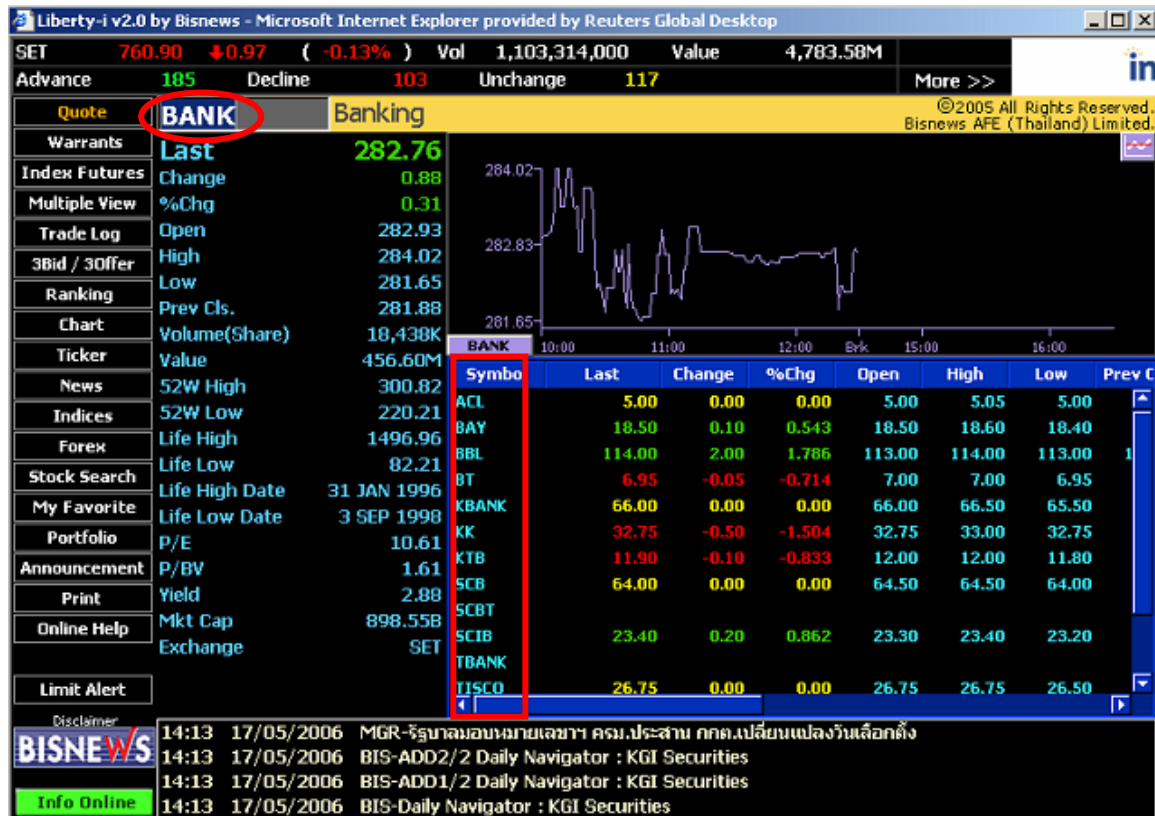 Liberty-i v2.0 by Bisnews - Microsoft Internet Explorer provided by Reuters Global Desktop
SET 760.90 0.97 ( -0.13% ) Vol 1,103,314,000 Value 4,783.58M
Advance 185 Decline 103 Unchange 117 More >>
in
Quote
Warrants
Index Futures
Multiple View
Trade Log
3Bid / 3Offer
Ranking
Chart
Ticker
News
Indices
Forex
Stock Search
My Favorite
Portfolio
Announcement
Print
Online Help
Limit Alert
Disclaimer
BISNEWS
Info Online
BANK Banking
©2005 All Rights Reserved.
Bisnews AFE (Thailand) Limited.
Last 282.76
Change 0.88
%Chg 0.31
Open 282.93
High 284.02
Low 281.65
Prev Cls. 281.88
Volume(Share) 18,438K
Value 456.60M
52W High 300.82
52W Low 220.21
Life High 1496.96
Life Low 82.21
Life High Date 31 JAN 1996
Life Low Date 3 SEP 1998
P/E 10.61
P/BV 1.61
Yield 2.88
Mkt Cap 898.55B
Exchange SET
284.02
282.83
281.65
BANK 10:00 11:00 12:00 Brk 15:00 16:00
Symbo Last Change %Chg Open High Low Prev C
ACL 5.00 0.00 0.00 5.00 5.05 5.00
BAY 18.50 0.10 0.543 18.50 18.60 18.40
BBL 114.00 2.00 1.786 113.00 114.00 113.00 1
BT 6.95 -0.05 -0.714 7.00 7.00 6.95
KBANK 66.00 0.00 0.00 66.00 66.50 65.50
KK 32.75 -0.50 -1.504 32.75 33.00 32.75
KTB 11.90 -0.10 -0.833 12.00 12.00 11.80
SCB 64.00 0.00 0.00 64.50 64.50 64.00
SCBT
SCIB 23.40 0.20 0.862 23.30 23.40 23.20
TBANK
TISCO 26.75 0.00 0.00 26.75 26.75 26.50
14:13 17/05/2006 MGR-รัฐบาลมอบหมายเลขาฯ ครม.ประสาน กกต.เปลี่ยนแปลงวันเลือกตั้ง
14:13 17/05/2006 BIS-ADD2/2 Daily Navigator : KGI Securities
14:13 17/05/2006 BIS-ADD1/2 Daily Navigator : KGI Securities
14:13 17/05/2006 BIS-Daily Navigator : KGI Securities